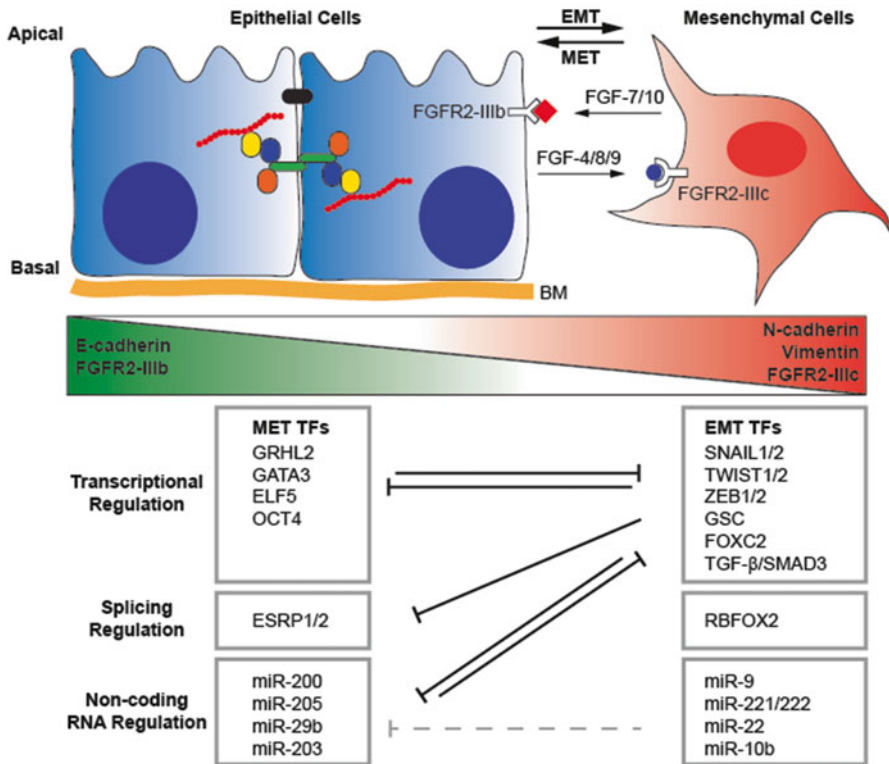 Epithelial Cells
EMT
MET
Mesenchymal Cells
Apical
FGFR2-IIIb
FGF-7/10
FGF-4/8/9
FGFR2-IIIc
Basal
BM
E-cadherin
FGFR2-IIIb
N-cadherin
Vimentin
FGFR2-IIIc
Transcriptional
Regulation
MET TFs
GRHL2
GATA3
ELF5
OCT4
EMT TFs
SNAIL1/2
TWIST1/2
ZEB1/2
GSC
FOXC2
TGF-β/SMAD3
Splicing
Regulation
ESRP1/2
RBFOX2
Non-coding
RNA Regulation
miR-200
miR-205
miR-29b
miR-203
miR-9
miR-221/222
miR-22
miR-10b